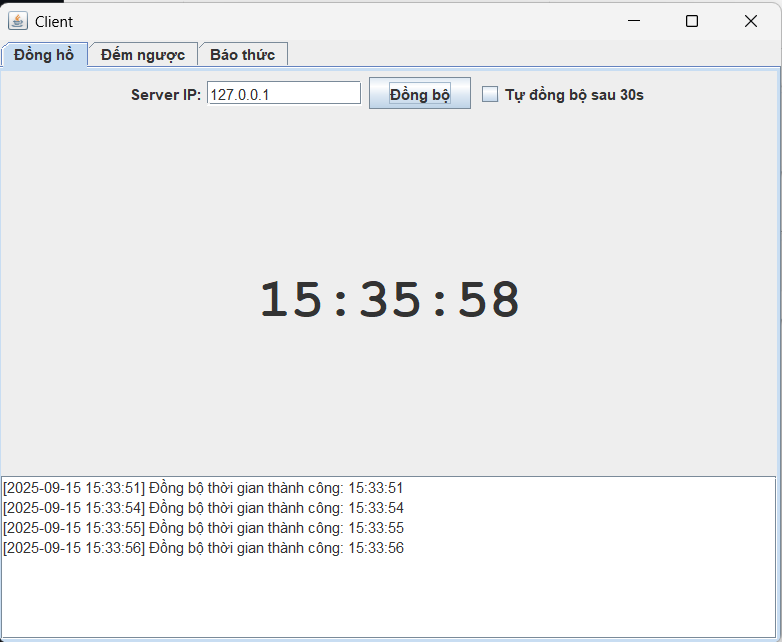 Client
Đồng hồ Đếm ngược Báo thức
Server IP: 127.0.0.1 Đồng bộ Tự đồng bộ sau 30s
15:35:58
[2025-09-15 15:33:51] Đồng bộ thời gian thành công: 15:33:51
[2025-09-15 15:33:54] Đồng bộ thời gian thành công: 15:33:54
[2025-09-15 15:33:55] Đồng bộ thời gian thành công: 15:33:55
[2025-09-15 15:33:56] Đồng bộ thời gian thành công: 15:33:56